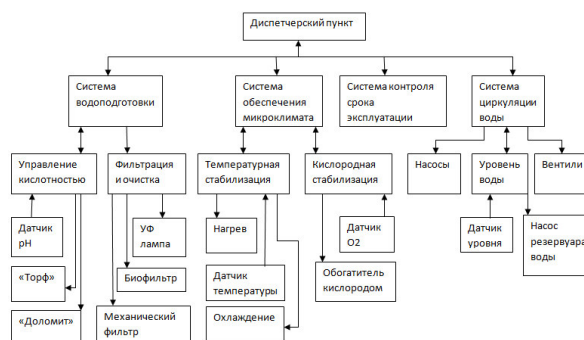 Диспетчерский пункт
Система
водоподготовки
Система
обеспечения
микроклимата
Система контроля
срока
эксплуатации
Система
циркуляции
воды
Управление
кислотностью
Фильтрация
и очистка
Температурная
стабилизация
Кислородная
стабилизация
Насосы
Уровень
воды
Вентили
Датчик
pH
УФ
лампа
Нагрев
Датчик
O2
Датчик
уровня
Насос
резервуара
воды
«Торф»
Биофильтр
Датчик
температуры
Обогатитель
кислородом
«Доломит»
Механический
фильтр
Охлаждение